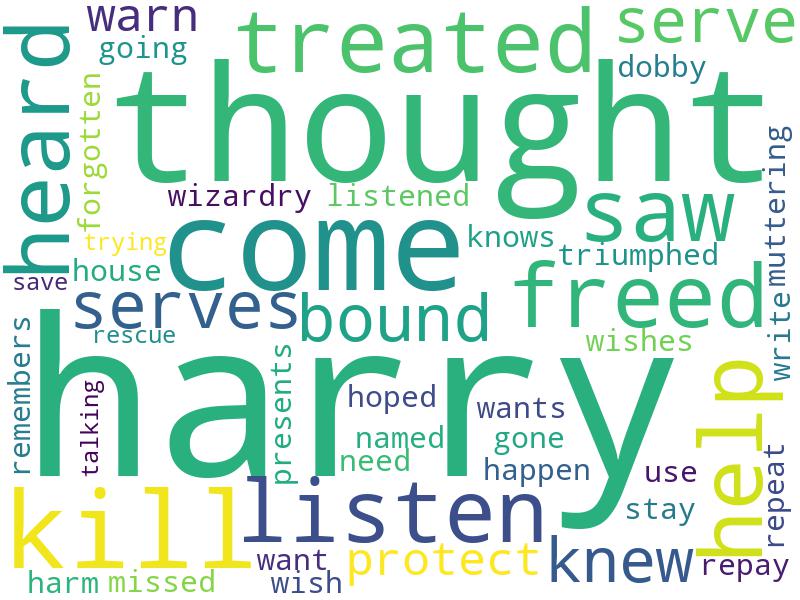 warn
treated
serve
going
dobby
heard
forgotten
thought
wizardry
listened
saw
muttering
trying
come
knows
triumphed
house
save
serves
bound
freed
write
rescue
wishes
remembers
harry
talking
presents
hoped
wants
help
named
gone
need
happen
use
repeat
kill
listen
stay
want
protect
knew
repay
harm
missed
wish